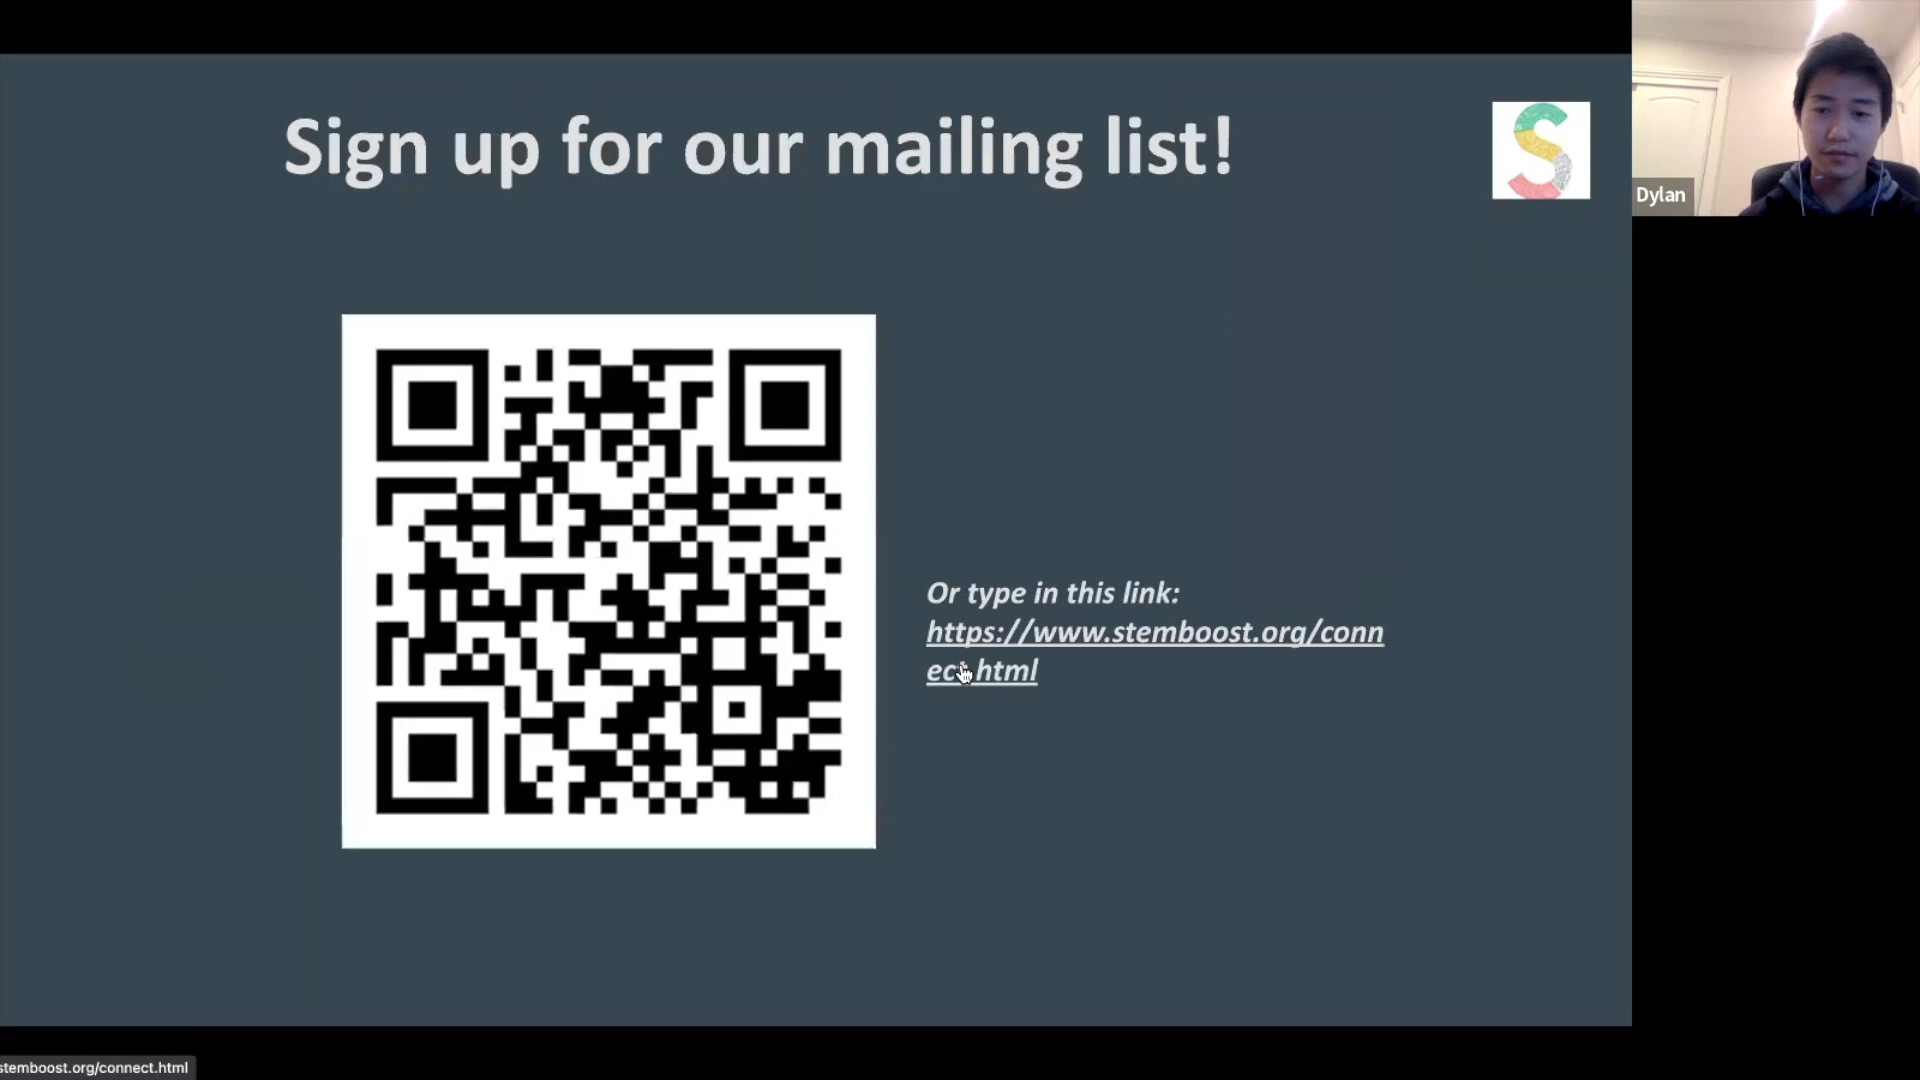 Sign up for our mailing list!
Dylan
Or type in this link:
https://www.stemboost.org/conn
ect.html
stemboost.org/connect.html